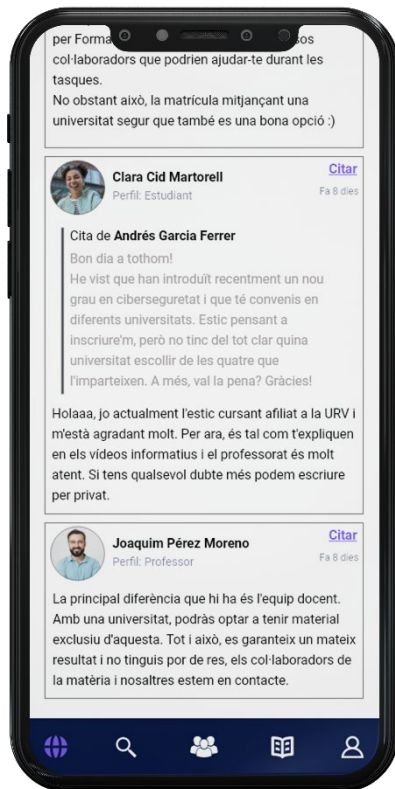 per Forma
sos
col·laboradors que podrien ajudar-te durant les
tasques.
No obstant això, la matrícula mitjançant una
universitat segur que també es una bona opció :)
Clara Cid Martorell
Citar
Perfil: Estudiant
Fa 8 dies
Cita de Andrés Garcia Ferrer
Bon dia a tothom!
He vist que han introduït recentment un nou
grau en ciberseguretat i que té convenis en
diferents universitats. Estic pensant a
inscriure'm, però no tinc del tot clar quina
universitat escollir de les quatre que
l'imparteixen. A més, val la pena? Gràcies!
Holaaa, jo actualment l'estic cursant afiliat a la URV i
m'està agradant molt. Per ara, és tal com t'expliquen
en els vídeos informatius i el professorat és molt
atent. Si tens qualsevol dubte més podem escriure
per privat.
Joaquim Pérez Moreno
Citar
Perfil: Professor
Fa 8 dies
La principal diferència que hi ha és l'equip docent.
Amb una universitat, podràs optar a tenir material
exclusiu d'aquesta. Tot i això, es garanteix un mateix
resultat i no tinguis por de res, els col·laboradors de
la matèria i nosaltres estem en contacte.